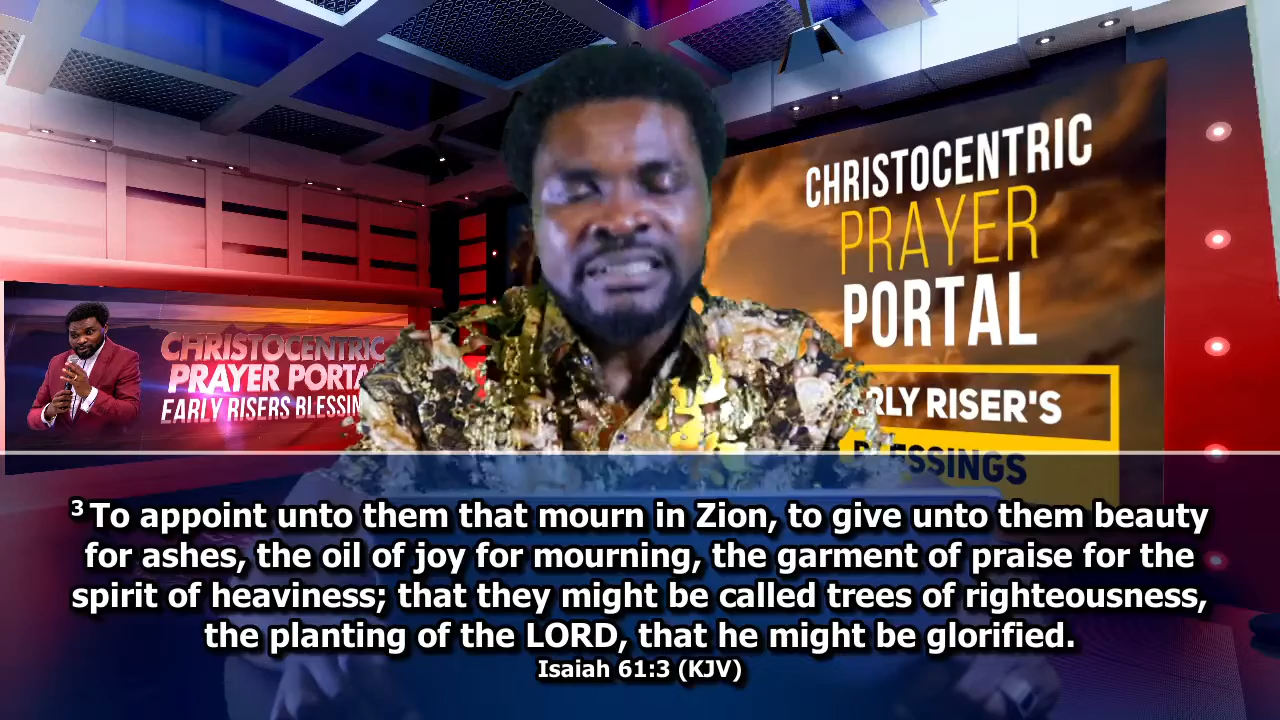 CHRISTOCENTRIC
PRAYER
PORTAL
RLY RISER'S
BLESSINGS
CHRISTOCENTRIC
PRAYER PORTA
EARLY RISERS BLESSIN
3 To appoint unto them that mourn in Zion, to give unto them beauty
for ashes, the oil of joy for mourning, the garment of praise for the
spirit of heaviness; that they might be called trees of righteousness,
the planting of the LORD, that he might be glorified.
Isaiah 61:3 (KJV)